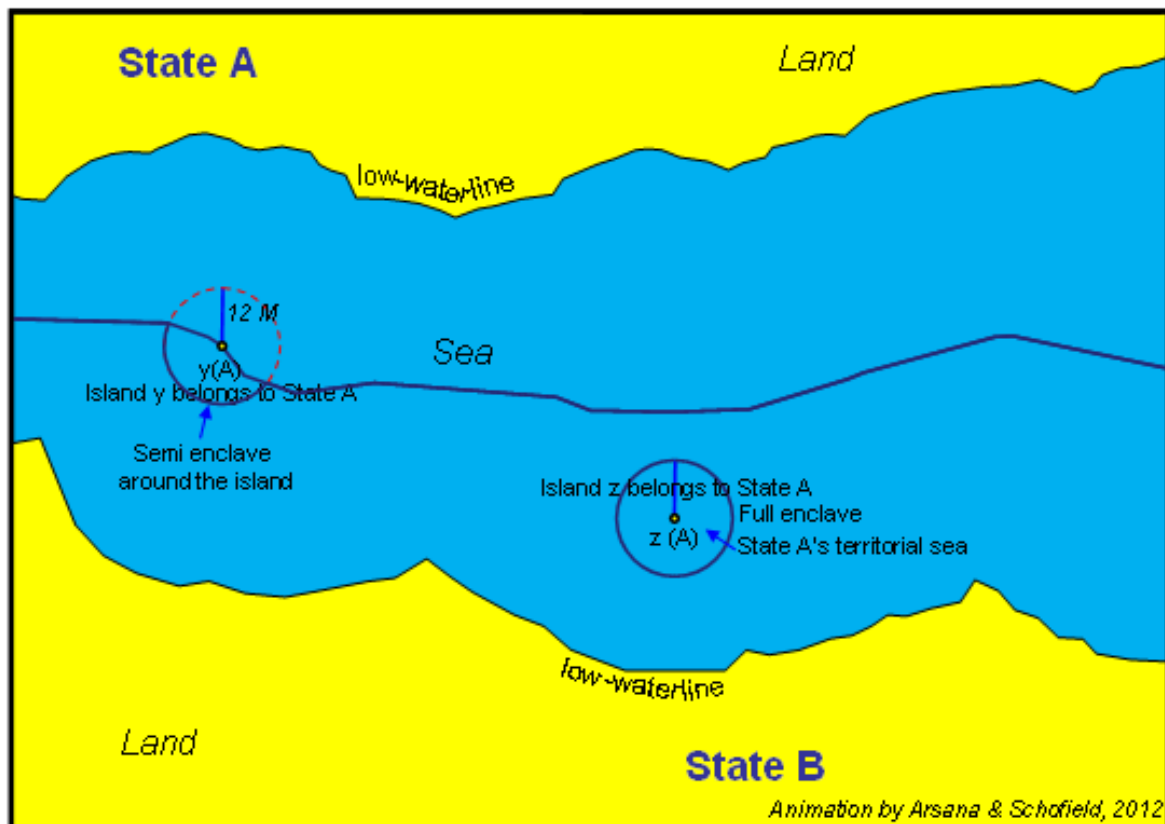 State A
Land
low-waterline
12 M
Sea
y(A)
Island y belongs to State A
Semi enclave
around the island
Island z belongs to State A
Full enclave
z (A)
State A's territorial sea
low-waterline
Land
State B
Animation by Arsana & Schofield, 2012